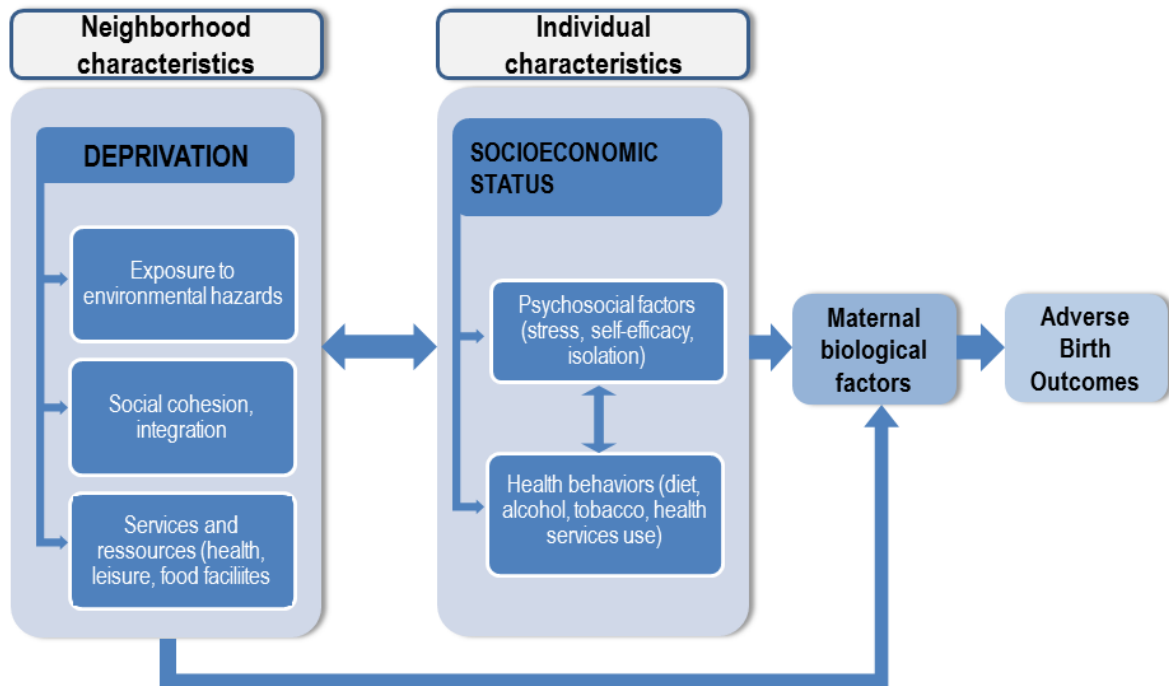 Neighborhood
characteristics
DEPRIVATION
Exposure to
environmental hazards
Social cohesion,
integration
Services and
ressources (health,
leisure, food faciliites
Individual
characteristics
SOCIOECONOMIC
STATUS
Psychosocial factors
(stress, self-efficacy,
isolation)
Health behaviors (diet,
alcohol, tobacco, health
services use)
Maternal
biological
factors
Adverse
Birth
Outcomes